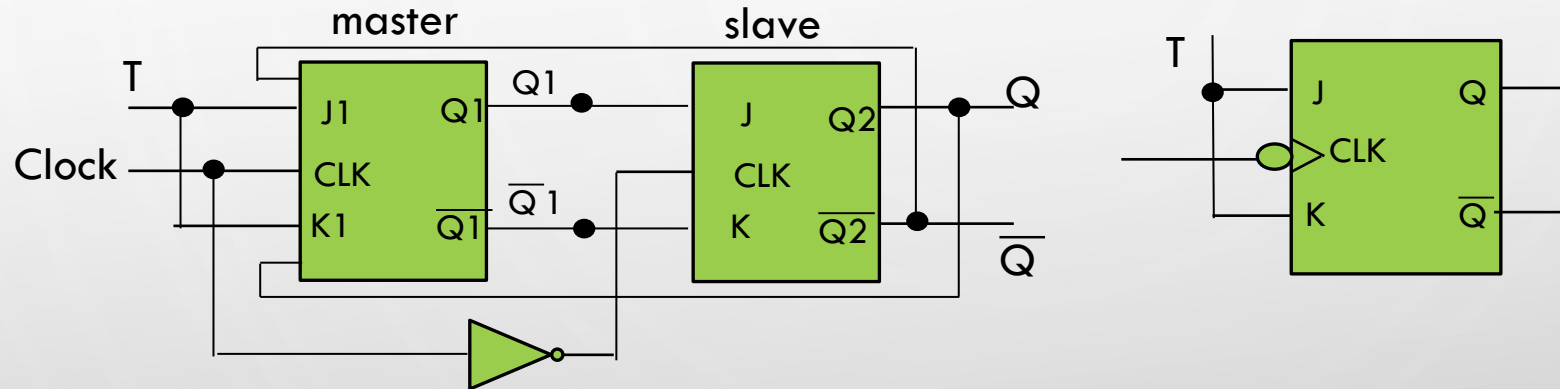 master slave
T
Clock
J1 Q1
CLK
K1 Q̅1̅
Q1
Q̅1
J Q2
CLK
K Q̅2̅
Q
Q̅
T
J Q
CLK
K Q̅